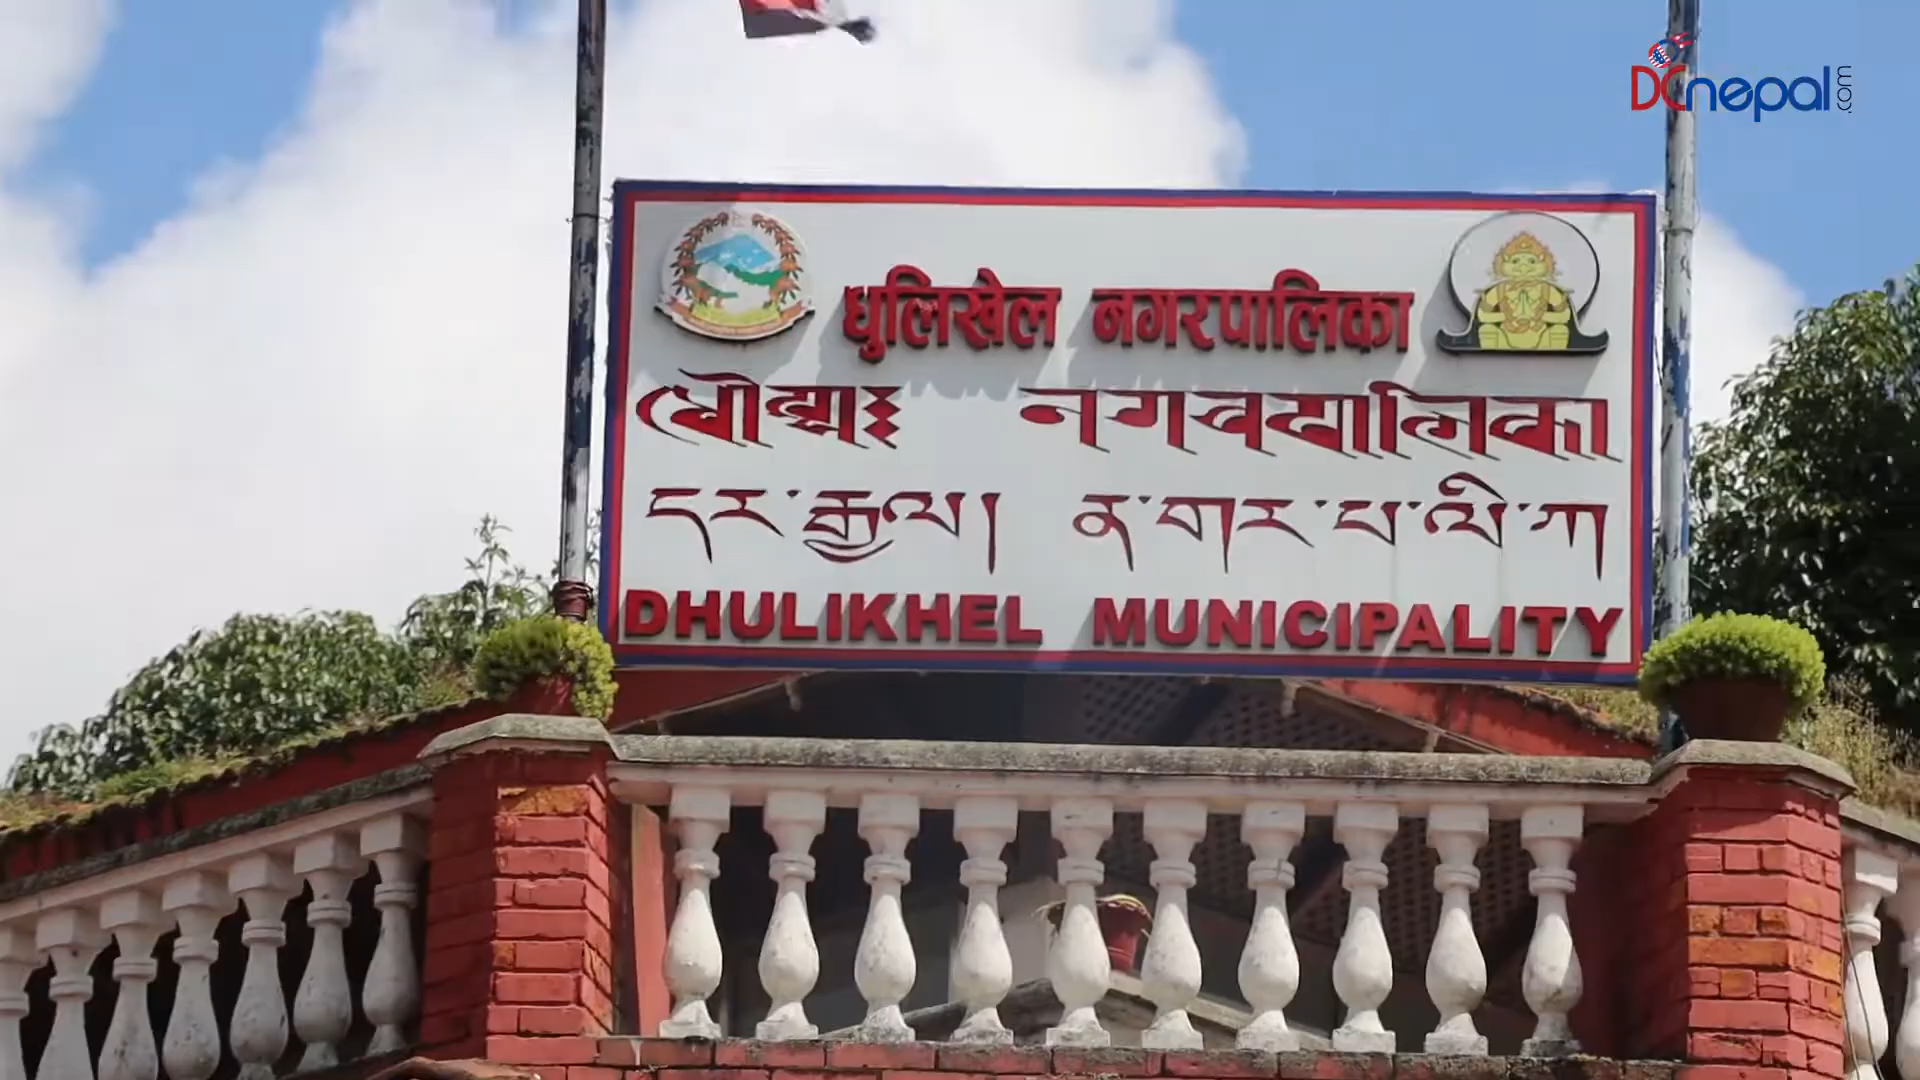 DCnepal.com
धुलिखेल नगरपालिका
དར་རྒྱལ། ན་གར་པ་ལི་ཀ
DHULIKHEL MUNICIPALITY